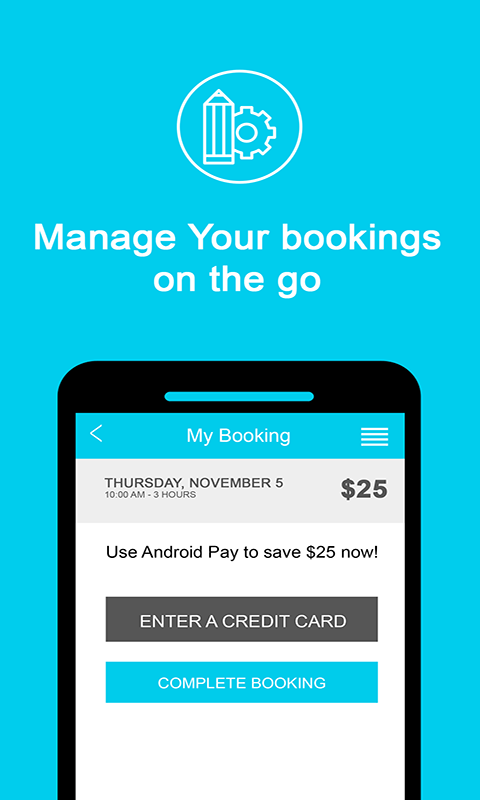 Manage Your bookings
on the go
My Booking
THURSDAY, NOVEMBER 5
10:00 AM - 3 HOURS
$25
Use Android Pay to save $25 now!
ENTER A CREDIT CARD
COMPLETE BOOKING